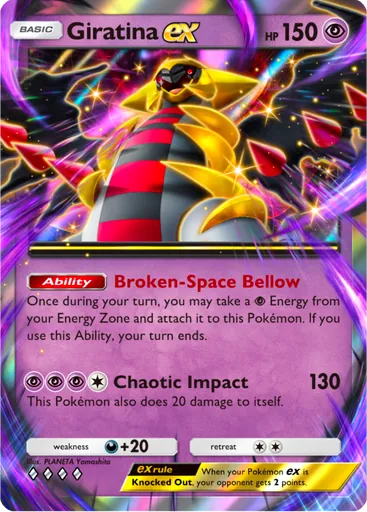 BASIC Giratina ex HP 150
Ability Broken-Space Bellow
Once during your turn, you may take a Energy from
your Energy Zone and attach it to this Pokémon. If you
use this Ability, your turn ends.
Chaotic Impact 130
This Pokémon also does 20 damage to itself.
weakness +20 retreat
Illus. PLANETA Yamashita
ex rule When your Pokémon ex is
Knocked Out, your opponent gets 2 points.